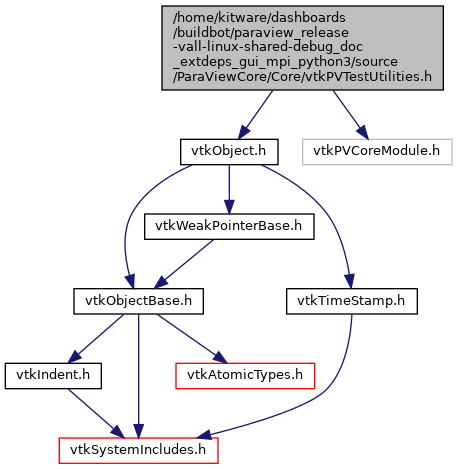 /home/kitware/dashboards
/buildbot/paraview_release
-vall-linux-shared-debug_doc
_extdeps_gui_mpi_python3/source
/ParaViewCore/Core/vtkPVTestUtilities.h
vtkObject.h
vtkPVCoreModule.h
vtkWeakPointerBase.h
vtkObjectBase.h
vtkTimeStamp.h
vtkIndent.h
vtkAtomicTypes.h
vtkSystemIncludes.h